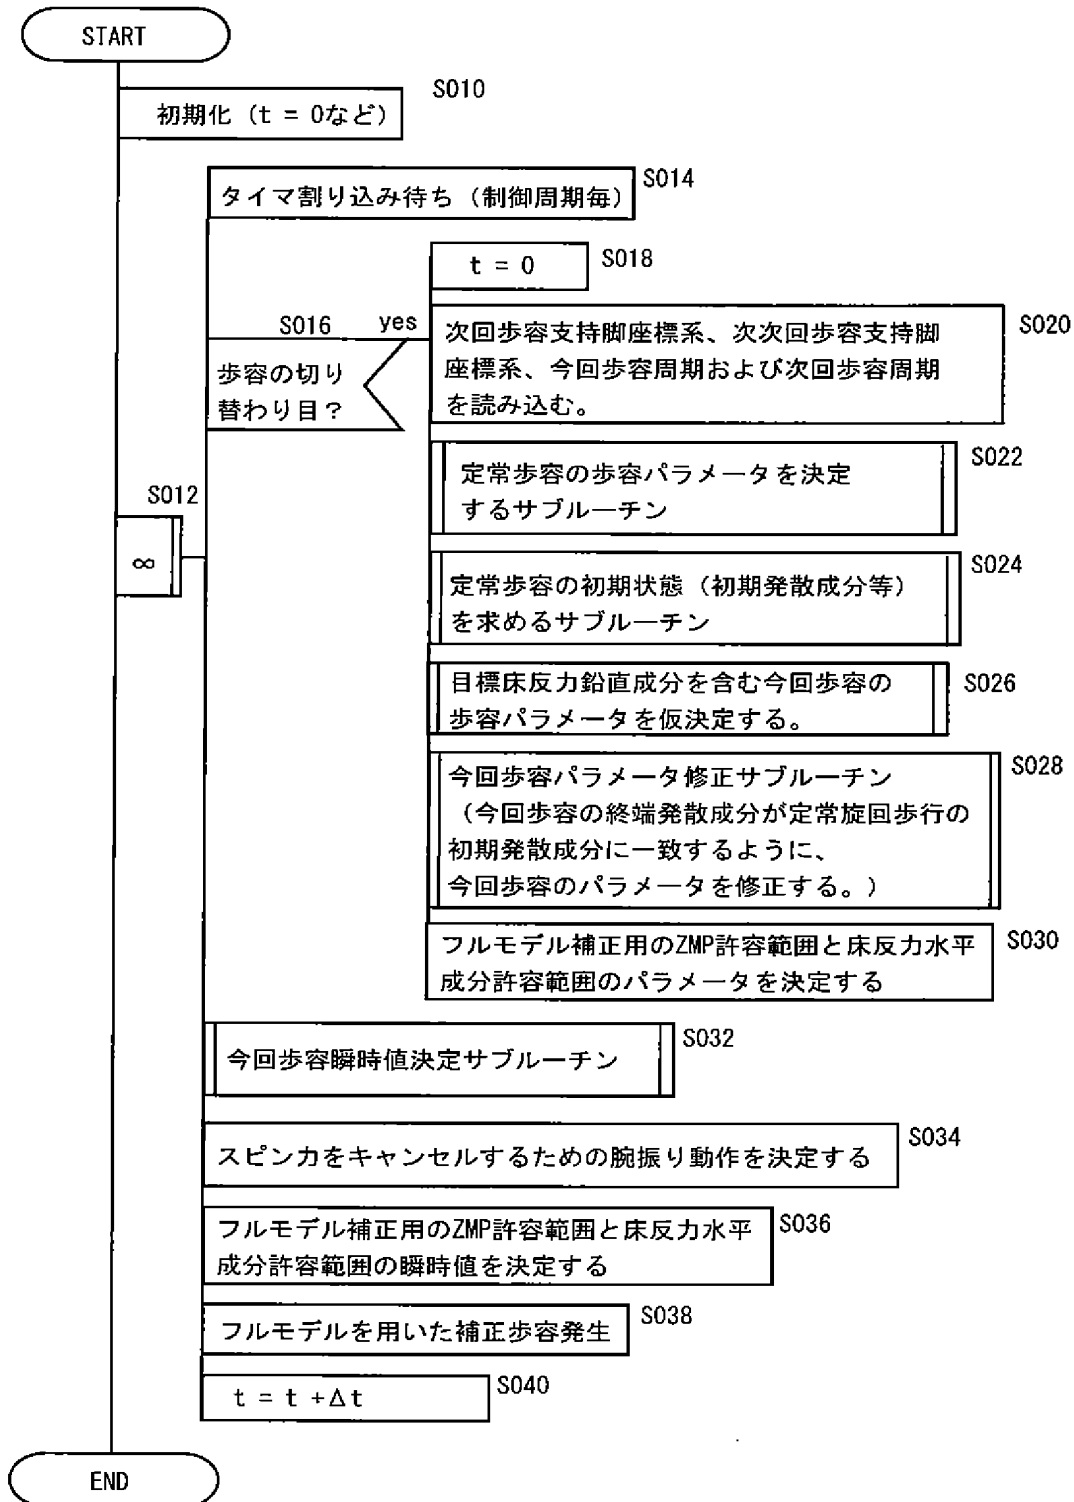 START
S010
初期化 (t = 0など)
S014
タイマ割り込み待ち (制御周期毎)
S018
t = 0
S016
yes
歩容の切り
替わり目?
S020
次回歩容支持脚座標系、次次回歩容支持脚
座標系、今回歩容周期および次回歩容周期
を読み込む。
S022
定常歩容の歩容パラメータを決定
するサブルーチン
S012
∞
S024
定常歩容の初期状態 (初期発散成分等)
を求めるサブルーチン
S026
目標床反力鉛直成分を含む今回歩容の
歩容パラメータを仮決定する。
S028
今回歩容パラメータ修正サブルーチン
(今回歩容の終端発散成分が定常旋回歩行の
初期発散成分に一致するように、
今回歩容のパラメータを修正する。)
S030
フルモデル補正用のZMP許容範囲と床反力水平
成分許容範囲のパラメータを決定する
S032
今回歩容瞬時値決定サブルーチン
S034
スピン力をキャンセルするための腕振り動作を決定する
S036
フルモデル補正用のZMP許容範囲と床反力水平
成分許容範囲の瞬時値を決定する
S038
フルモデルを用いた補正歩容発生
S040
t = t +Δt
END